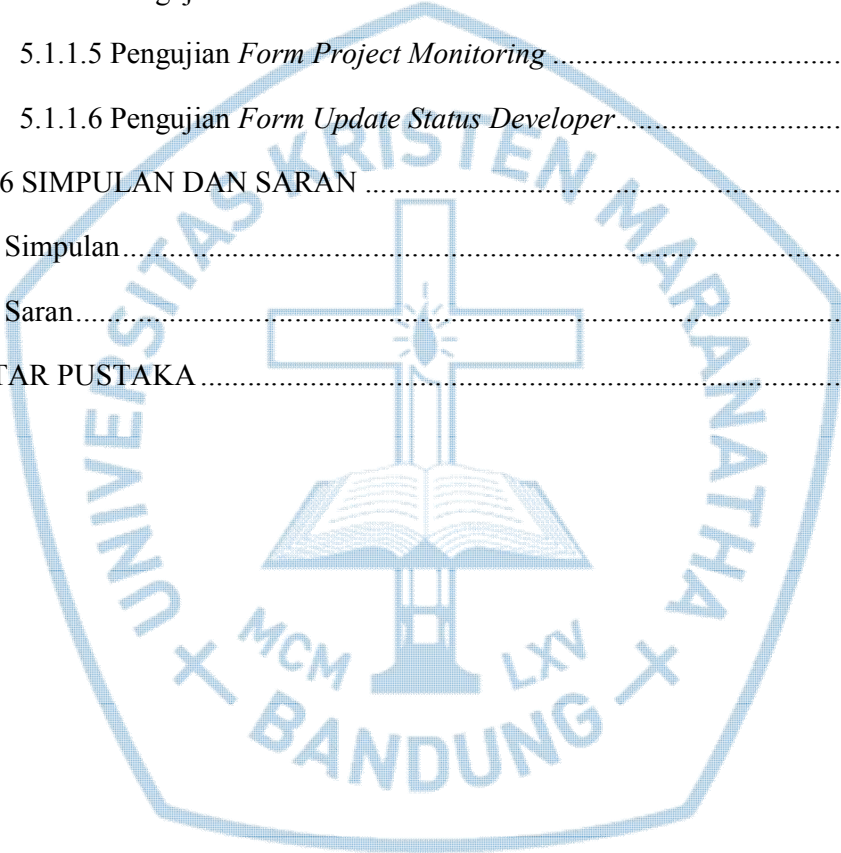 5.1.1.5 Pengujian Form Project Monitoring ....................................
5.1.1.6 Pengujian Form Update Status Developer............................
6 SIMPULAN DAN SARAN ............................................................
Simpulan............................................................................................
Saran..................................................................................................
TAR PUSTAKA ..................................................................................
UNIVERSITAS KRISTEN MARANATHA
MCM LXV
BANDUNG